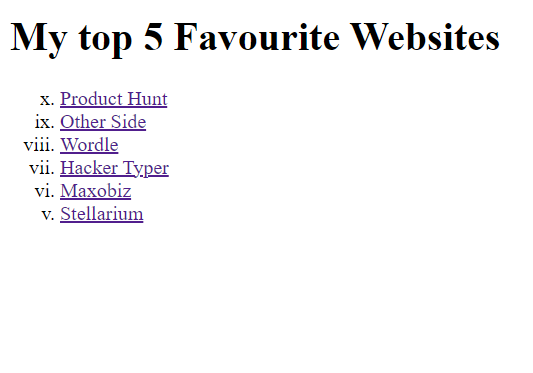 My top 5 Favourite Websites
x. Product Hunt
ix. Other Side
viii. Wordle
vii. Hacker Typer
vi. Maxobiz
v. Stellarium